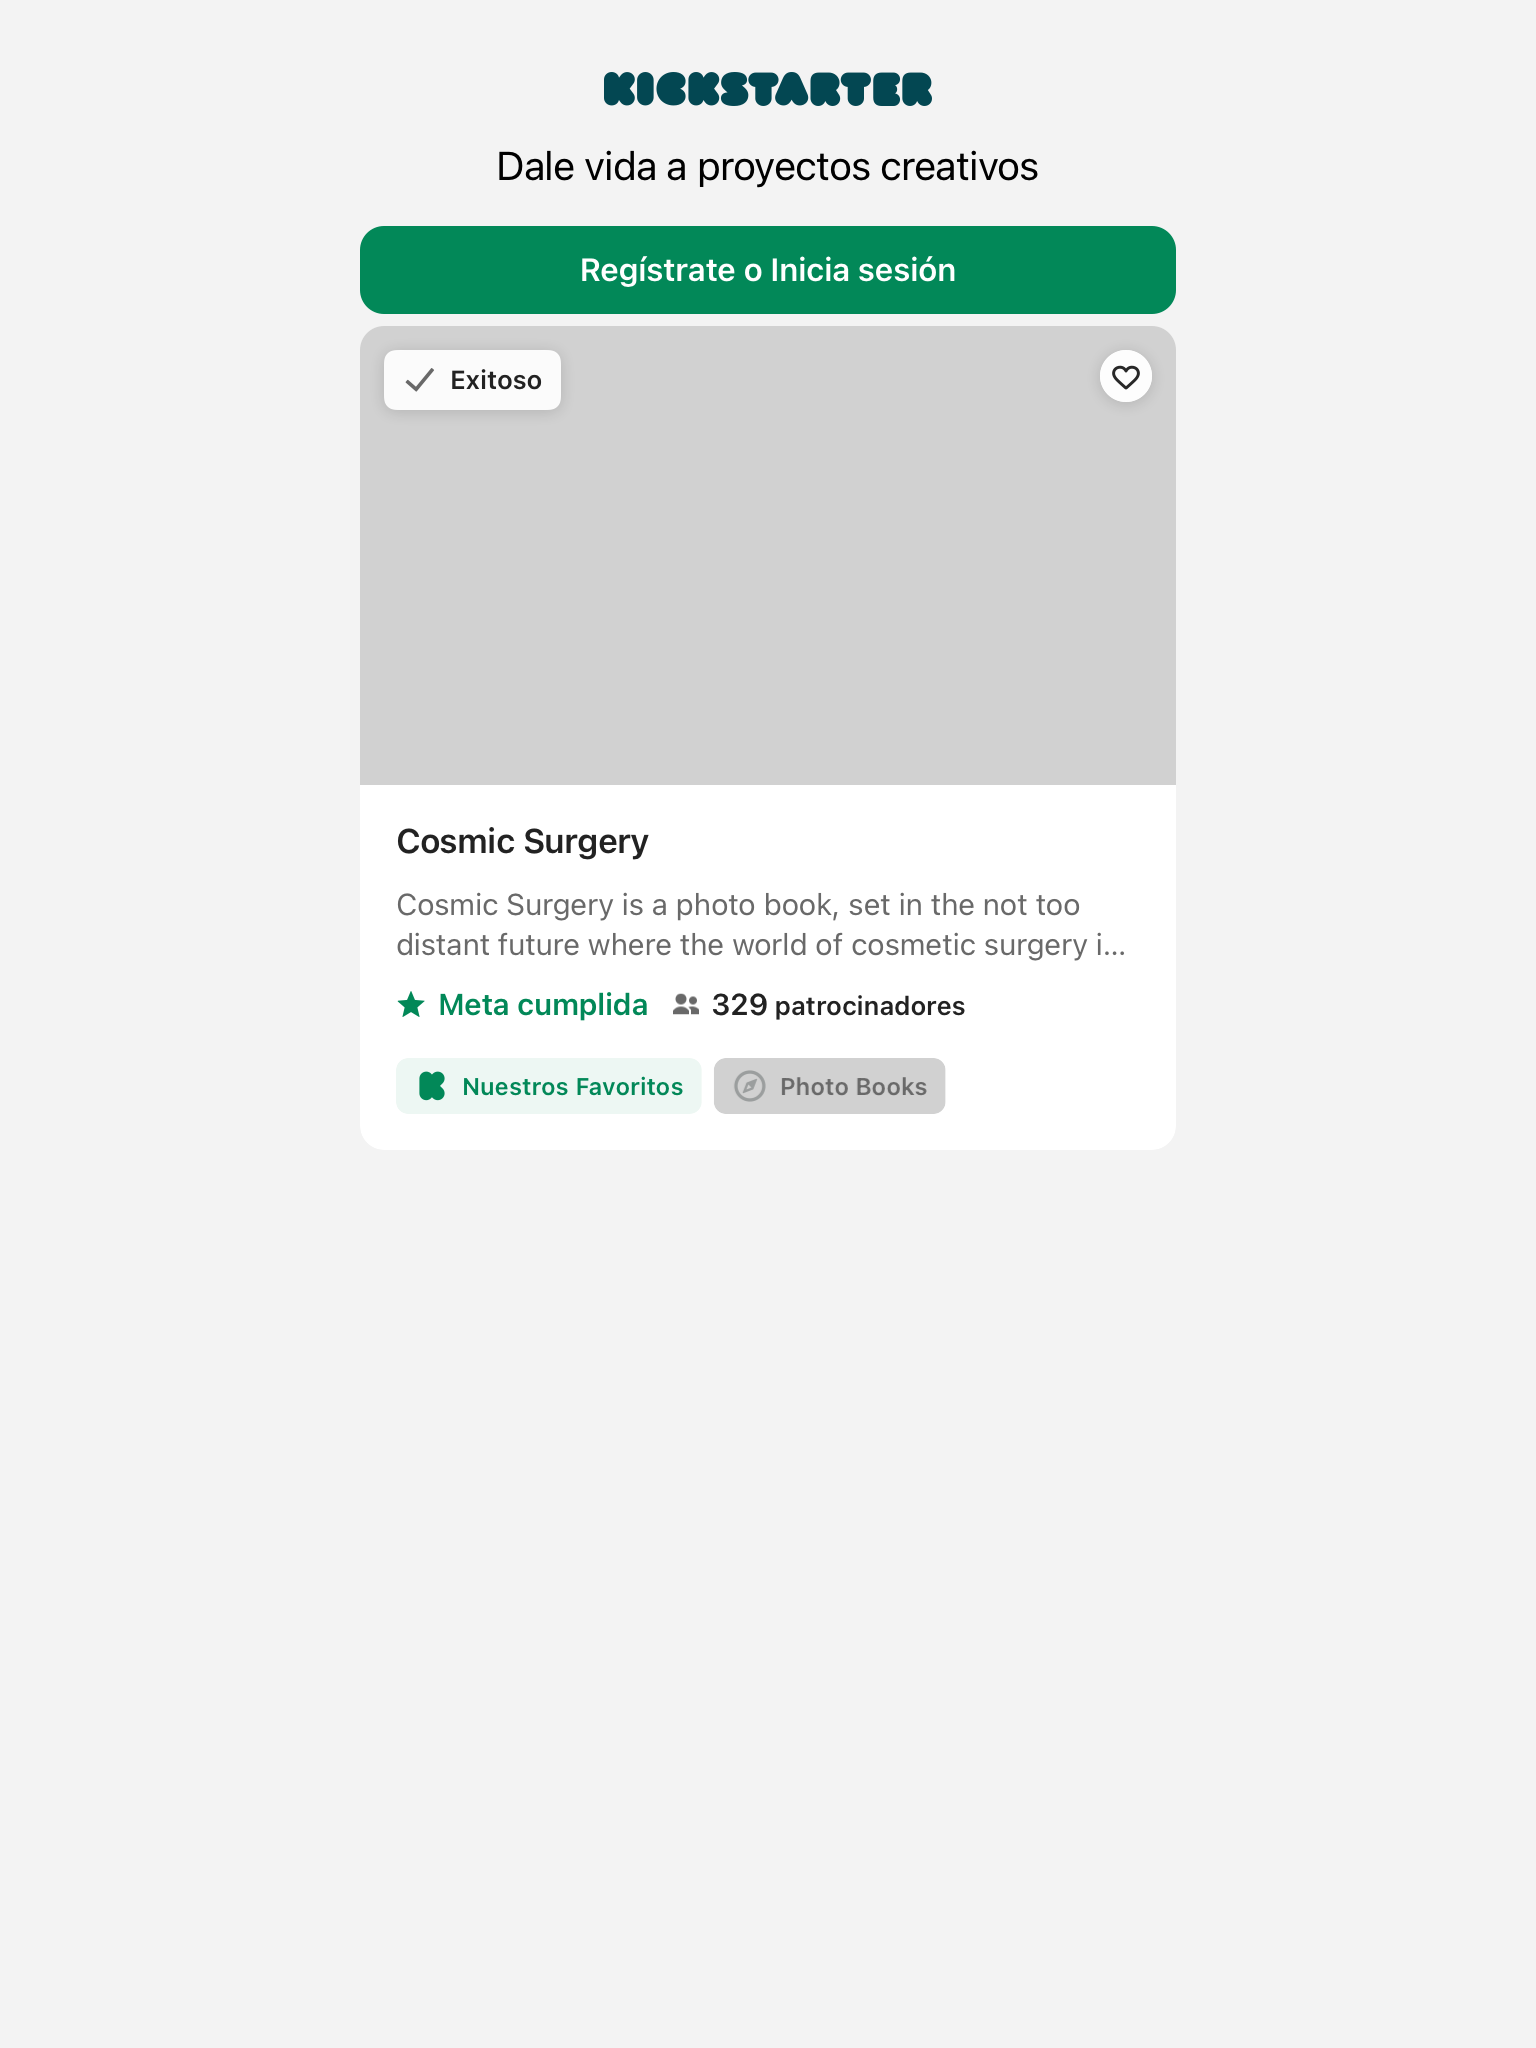 KICKSTARTER
Dale vida a proyectos creativos
Regístrate o Inicia sesión
Exitoso
Cosmic Surgery
Cosmic Surgery is a photo book, set in the not too
distant future where the world of cosmetic surgery i...
Meta cumplida 329 patrocinadores
Nuestros Favoritos Photo Books